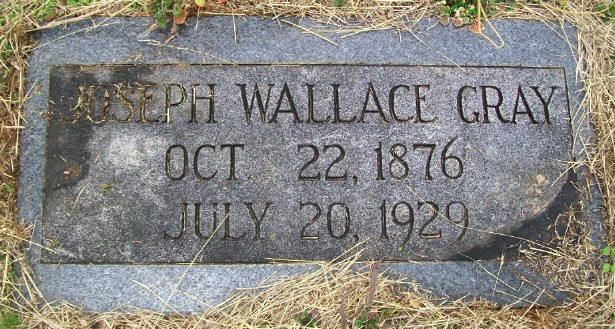 JOSEPH WALLACE GRAY
OCT. 22, 1876
JULY 20, 1929